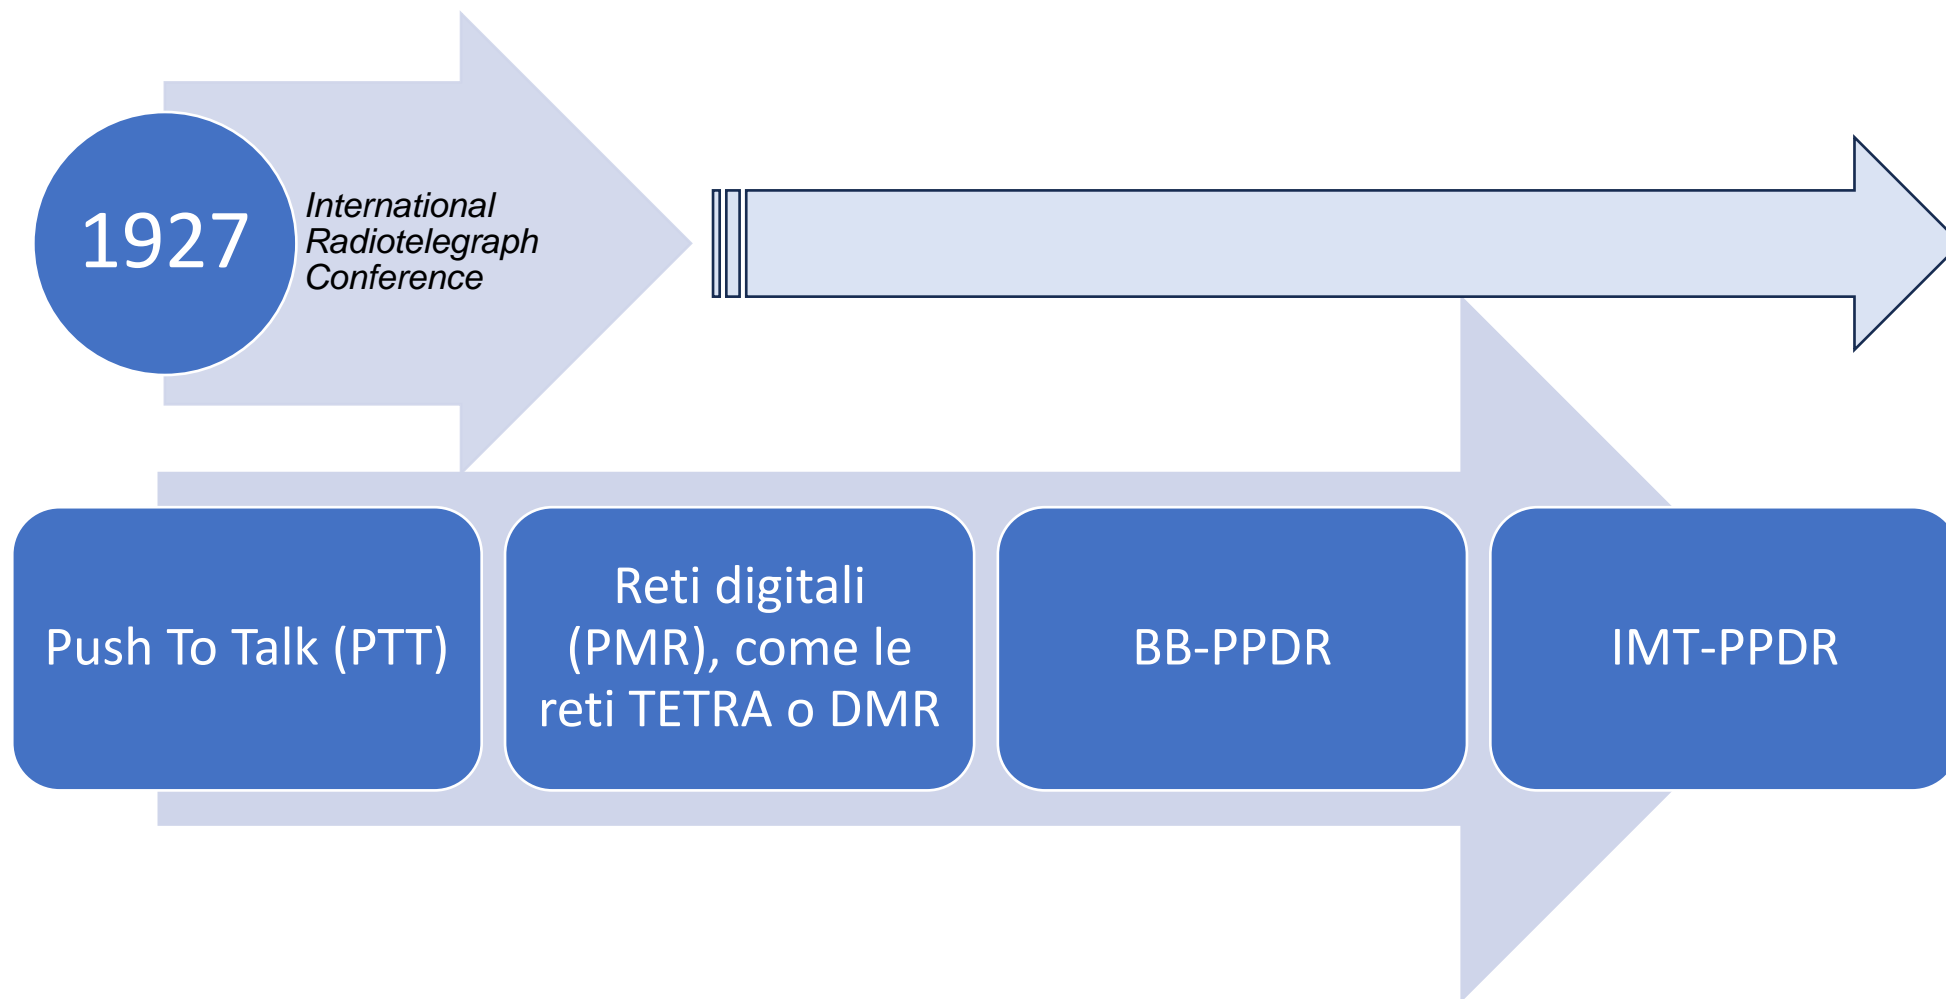 1927
International
Radiotelegraph
Conference
Push To Talk (PTT)
Reti digitali
(PMR), come le
reti TETRA o DMR
BB-PPDR
IMT-PPDR